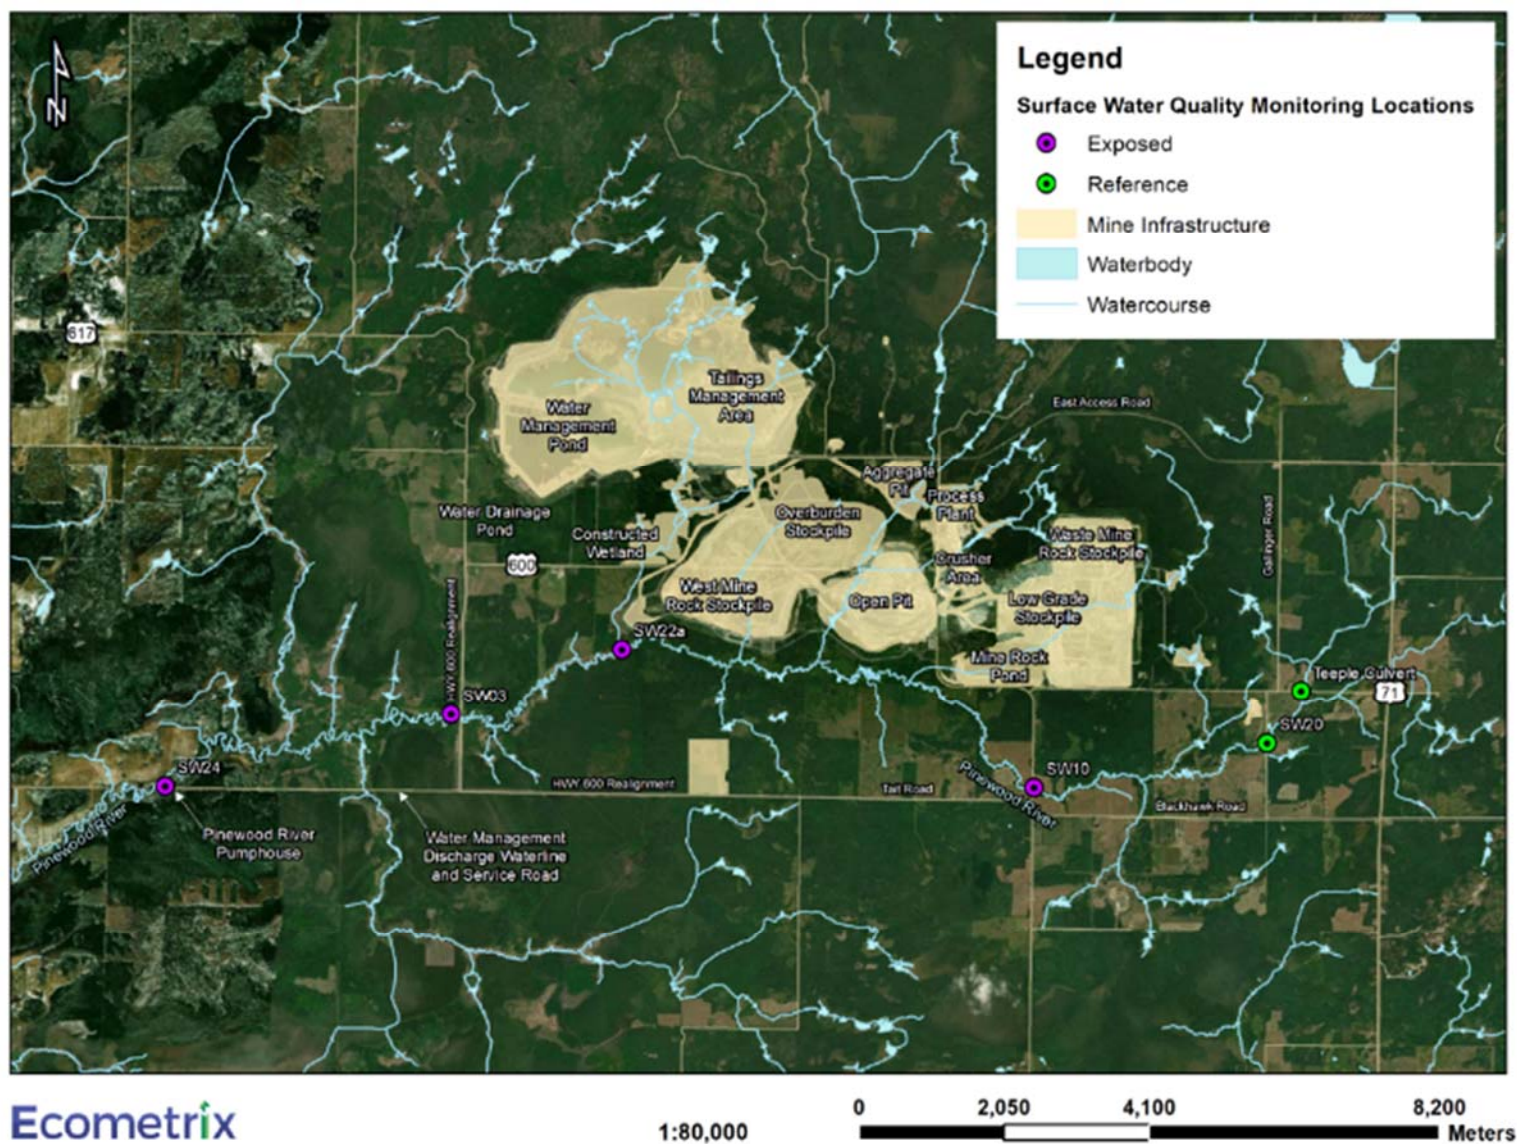 N
Legend
Surface Water Quality Monitoring Locations
Exposed
Reference
Mine Infrastructure
Waterbody
Watercourse
617
East Access Road
Tailings
Management
Area
Water
Management
Pond
Aggregate
Pit
Process
Plant
Gallinger Road
Water Drainage
Pond
Constructed
Wetland
Overburden
Stockpile
Waste Mine
Rock Stockpile
600
Crusher
Area
West Mine
Rock Stockpile
Open Pit
Low Grade
Stockpile
HWY 600 Realignment
SW22a
Mine Rock
Pond
Teeple Culvert
71
SW03
SW20
SW24
HWY 600 Realignment
Tait Road
Pinewood River
SW10
Blackhawk Road
Pinewood River
Pinewood River
Pumphouse
Water Management
Discharge Waterline
and Service Road
Ecometrix
1:80,000
0 2,050 4,100 8,200
Meters